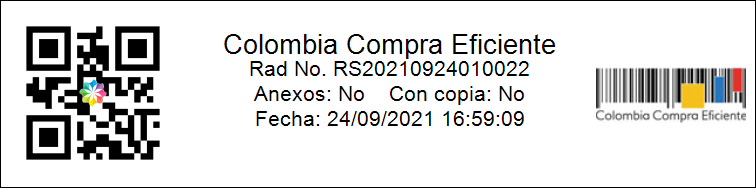 Colombia Compra Eficiente
Rad No. RS20210924010022
Anexos: No Con copia: No
Fecha: 24/09/2021 16:59:09
Colombia Compra Eficiente